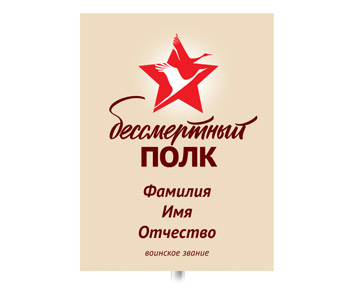 бессмертный
ПОЛК
Фамилия
Имя
Отчество
воинское звание